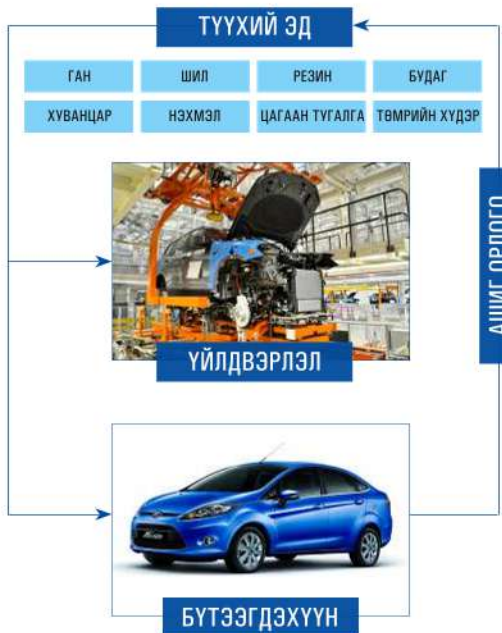 ТҮҮХИЙ ЭД
ГАН
ШИЛ
РЕЗИН
БУДАГ
ХУВАНЦАР
НЭХМЭЛ
ЦАГААН ТУГАЛГА
ТӨМРИЙН ХҮДЭР
ҮЙЛДВЭРЛЭЛ
АШИГ ОРЛОГО
БҮТЭЭГДЭХҮҮН